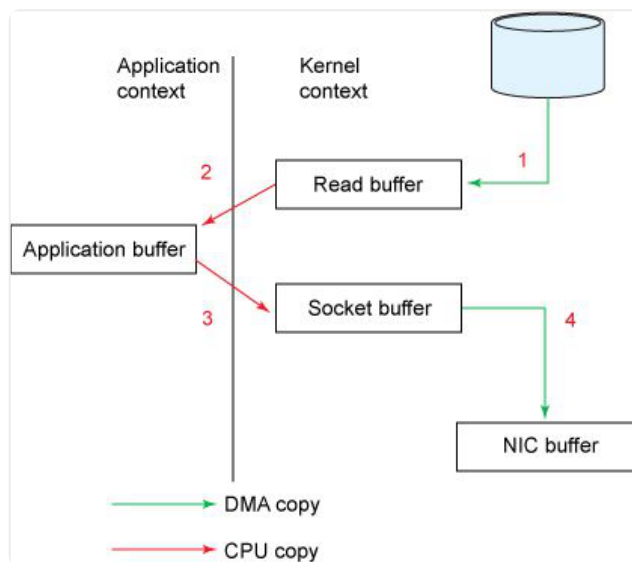 Application
context
Kernel
context
1
2
Read buffer
Application buffer
3
Socket buffer
4
NIC buffer
DMA copy
CPU copy